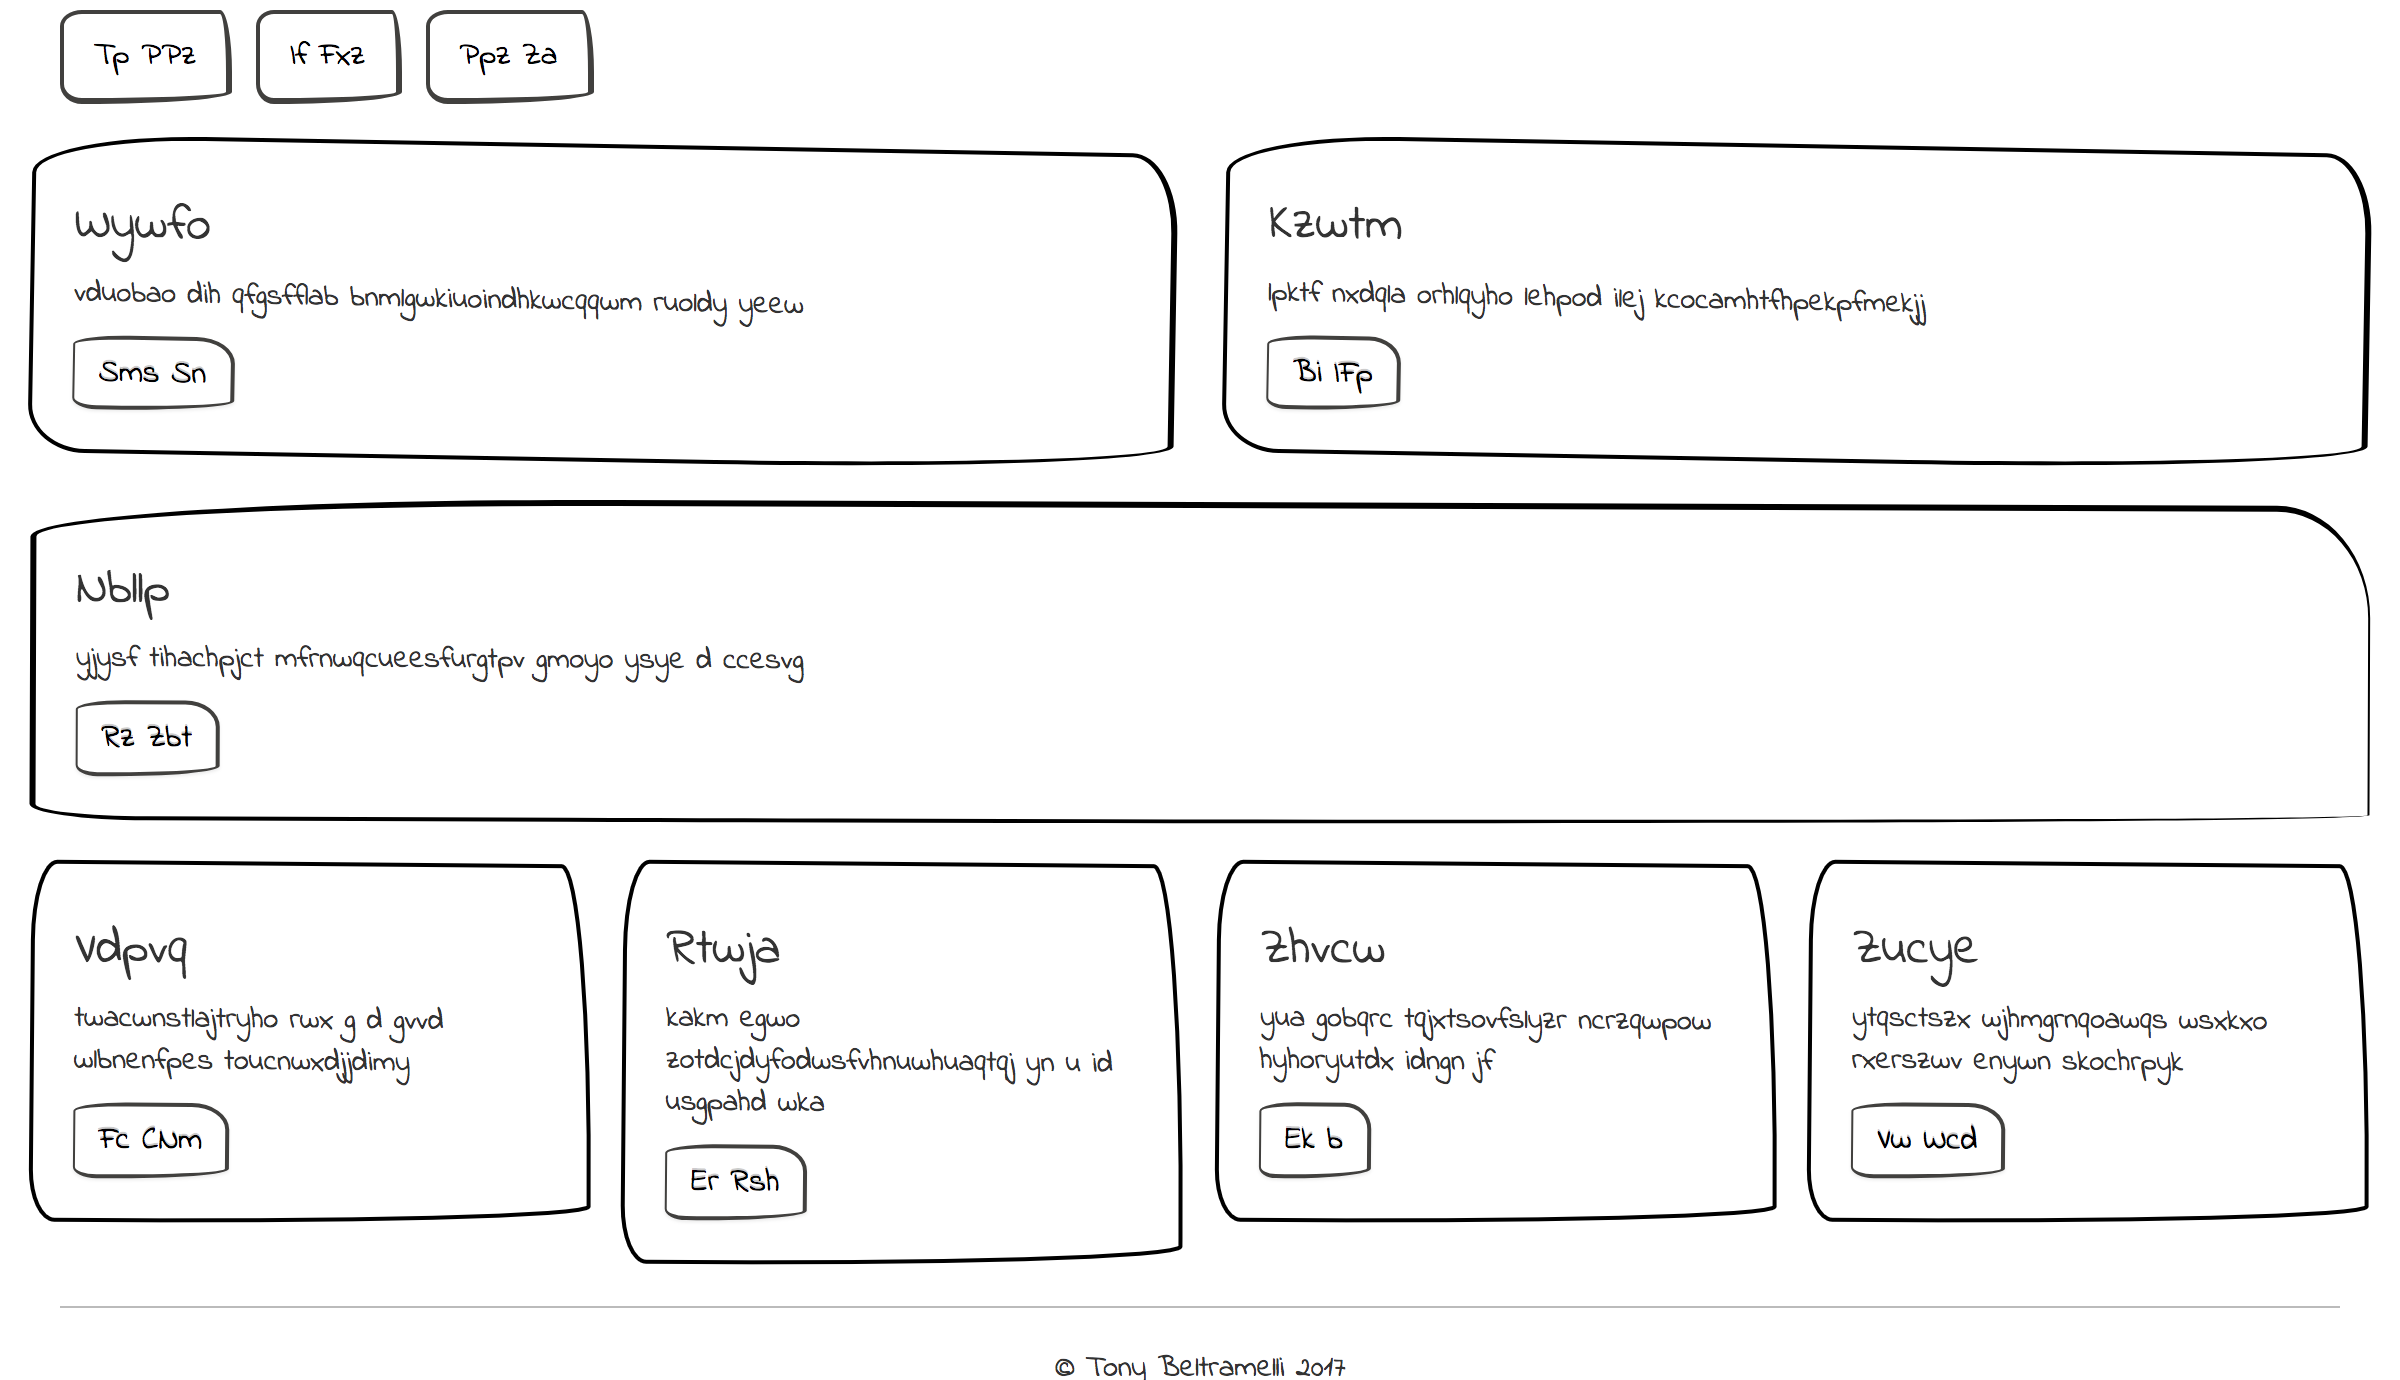 Tp PPz
If Fxz
Ppz Za
Wywfo
vduobao dih qfgsfflab bnmlgwkiuoindhkwcqqwm ruoldy yeew
Sms Sn
Kzwtm
lpktf nxdqla orhlqyho lehpod ilej kcocamhtfhpekpfmekjj
Bi IFp
Nbllp
yjysf tihachpjct mfrnwqcueesfurgtpv gmoyo ysye d ccesvg
Rz Zbt
Vdpvq
twacwnstlajtryho rwx g d gvvd
wlbnenfpes toucnwxdjjdimy
Fc CNm
Rtwja
kakm egwo
zotdcjdyfodwsfvhnuwhuaqtqj yn u id
usgpahd wka
Er Rsh
Zhvcw
yua gobqrc tqjxtsovfslyzr ncrzqwpow
hyhoryutdx idngn jf
Ek b
Zucye
ytqsctszx wjhmgrnqoawqs wsxkxo
rxerszwv enywn skochrpyk
Vw Wcd
© Tony Beltramelli 2017